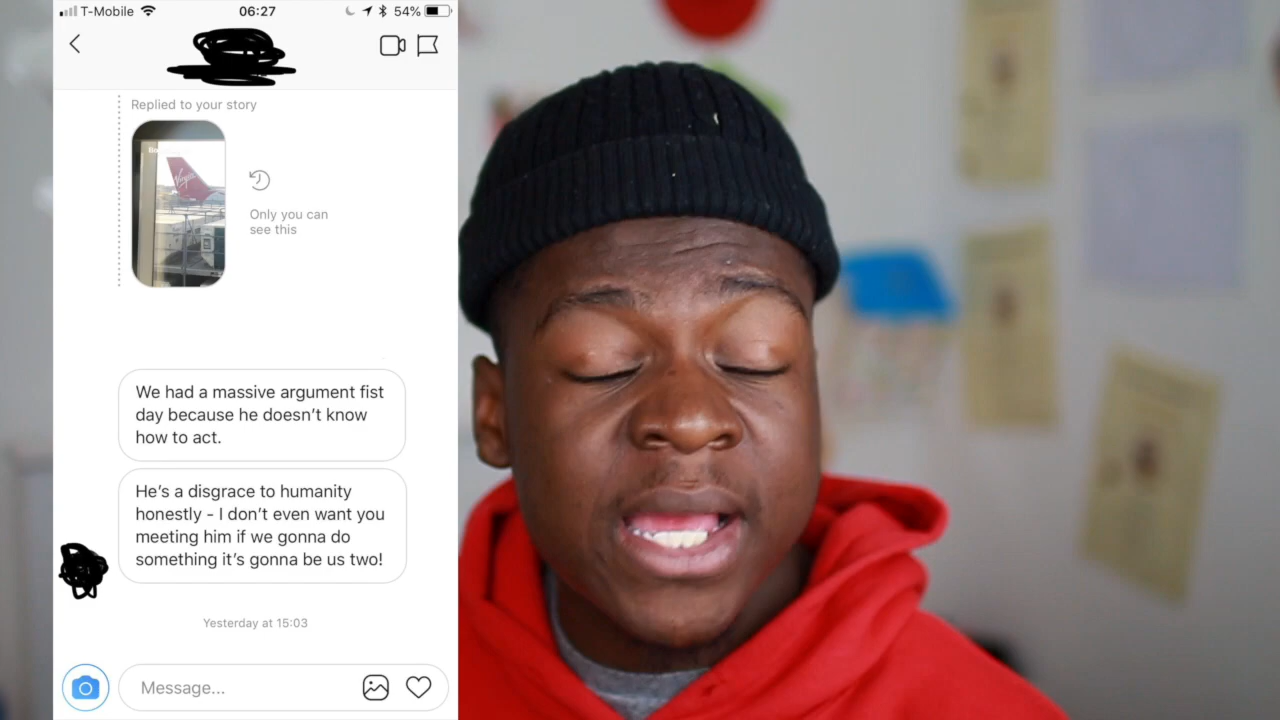 T-Mobile 06:27 54%
Replied to your story
Virgin
Only you can
see this
We had a massive argument fist
day because he doesn’t know
how to act.
He’s a disgrace to humanity
honestly - I don’t even want you
meeting him if we gonna do
something it’s gonna be us two!
Yesterday at 15:03
Message...